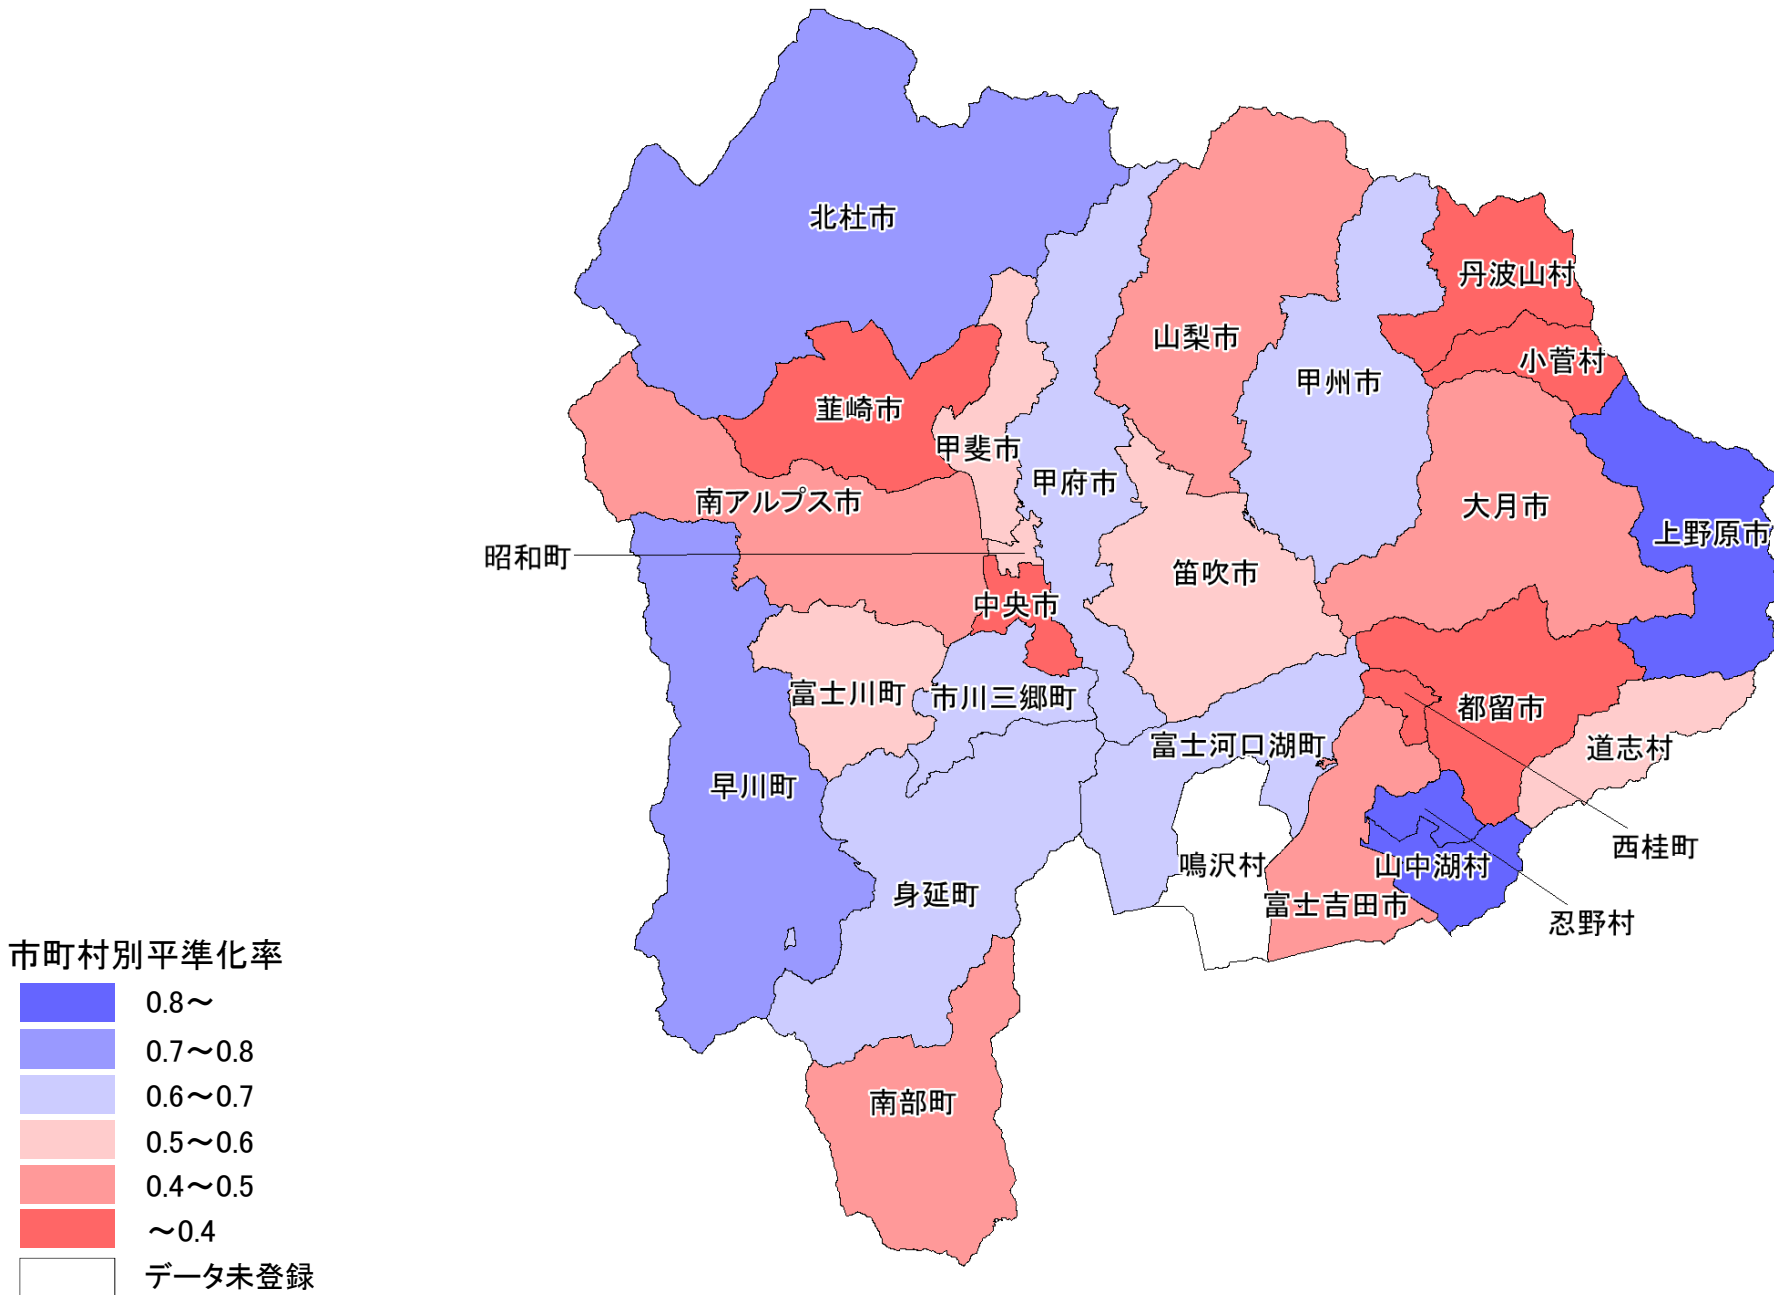 北杜市
丹波山村
山梨市
小菅村
甲州市
韮崎市
甲斐市
甲府市
南アルプス市
大月市
上野原市
昭和町
笛吹市
中央市
富士川町
市川三郷町
都留市
富士河口湖町
道志村
早川町
西桂町
鳴沢村
山中湖村
身延町
富士吉田市
忍野村
南部町
市町村別平準化率
0.8～
0.7～0.8
0.6～0.7
0.5～0.6
0.4～0.5
～0.4
データ未登録